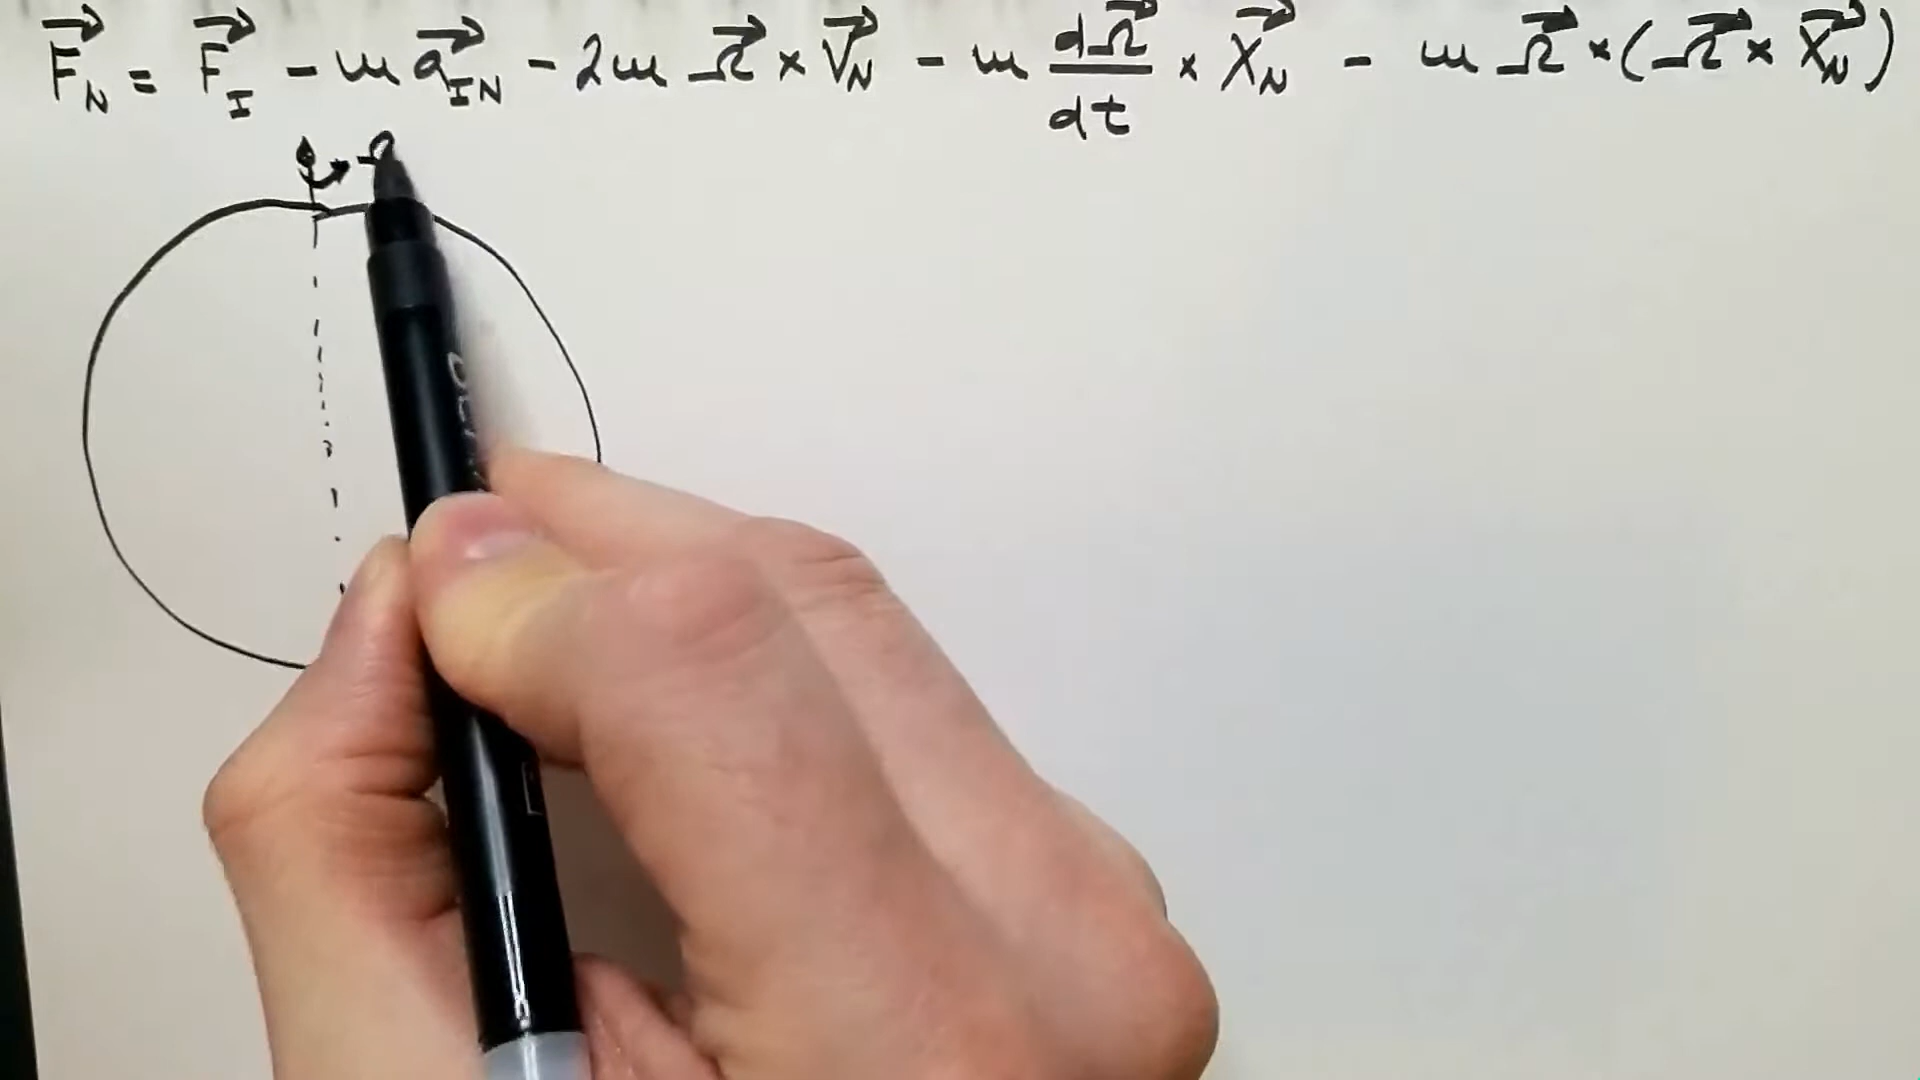 F⃗_N = F⃗_I - m a⃗_IN - 2m Ω⃗ × V⃗_N - m dΩ⃗/dt × X⃗_N - m Ω⃗ × (Ω⃗ × X⃗_N)
Ω